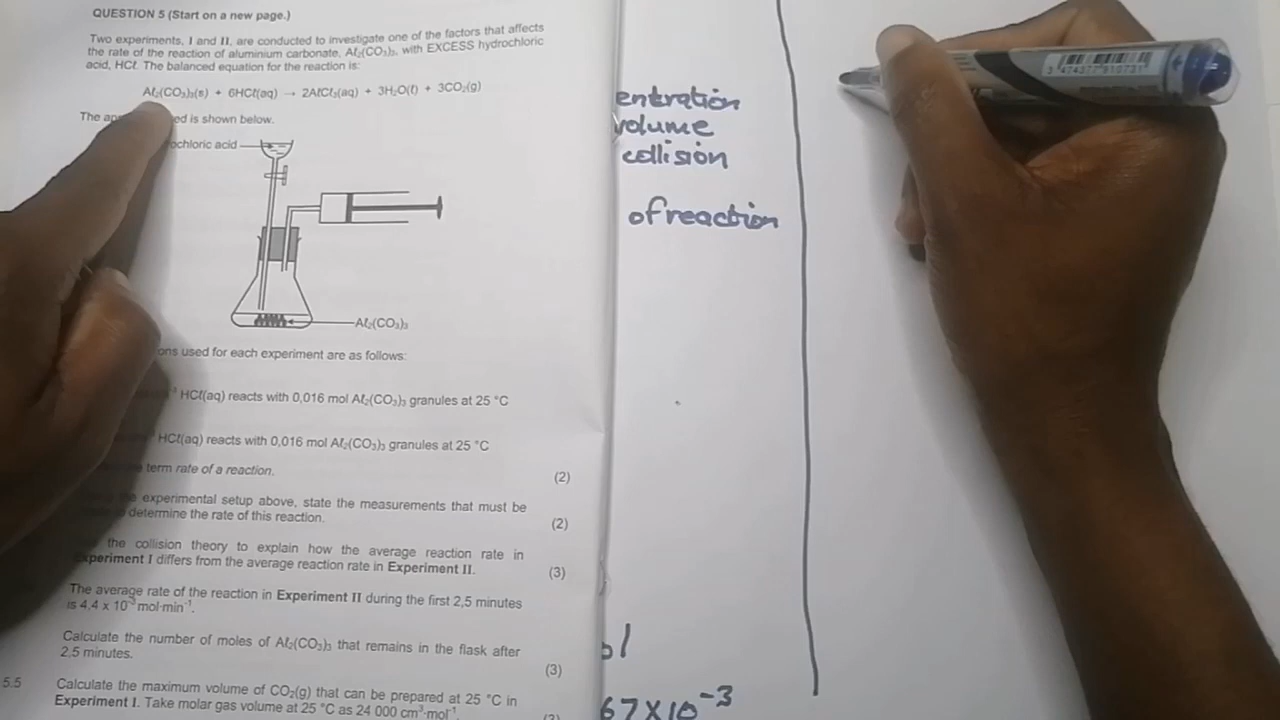 QUESTION 5 (Start on a new page.)
Two experiments, I and II, are conducted to investigate one of the factors that affects
the rate of the reaction of aluminium carbonate, Aℓ₂(CO₃)₃, with EXCESS hydrochloric
acid, HCℓ. The balanced equation for the reaction is:
Aℓ₂(CO₃)₃(s) + 6HCℓ(aq) → 2AℓCℓ₃(aq) + 3H₂O(ℓ) + 3CO₂(g)
The is shown below.
acid
Aℓ₂(CO₃)₃
used for each experiment are as follows:
HCℓ(aq) reacts with 0,016 mol Aℓ₂(CO₃)₃ granules at 25 °C
HCℓ(aq) reacts with 0,016 mol Aℓ₂(CO₃)₃ granules at 25 °C
term rate of a reaction. (2)
experimental setup above, state the measurements that must be
determine the rate of this reaction. (2)
the collision theory to explain how the average reaction rate in
Experiment I differs from the average reaction rate in Experiment II. (3)
The average rate of the reaction in Experiment II during the first 2,5 minutes
is 4,4 x 10⁻³ mol·min⁻¹.
Calculate the number of moles of Aℓ₂(CO₃)₃ that remains in the flask after
2,5 minutes. (3)
5.5 Calculate the maximum volume of CO₂(g) that can be prepared at 25 °C in
Experiment I. Take molar gas volume at 25 °C as 24 000 cm³·mol⁻¹.
entration
volume
collision
of reaction
67X10⁻³
3 474377 910731